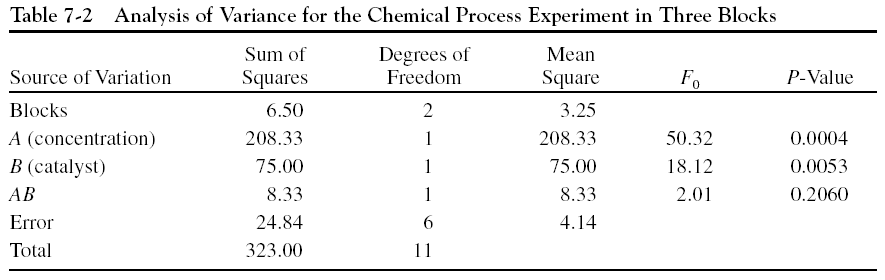 Table 7-2 Analysis of Variance for the Chemical Process Experiment in Three Blocks
Sum of Degrees of Mean
Source of Variation Squares Freedom Square F0 P-Value
Blocks 6.50 2 3.25
A (concentration) 208.33 1 208.33 50.32 0.0004
B (catalyst) 75.00 1 75.00 18.12 0.0053
AB 8.33 1 8.33 2.01 0.2060
Error 24.84 6 4.14
Total 323.00 11